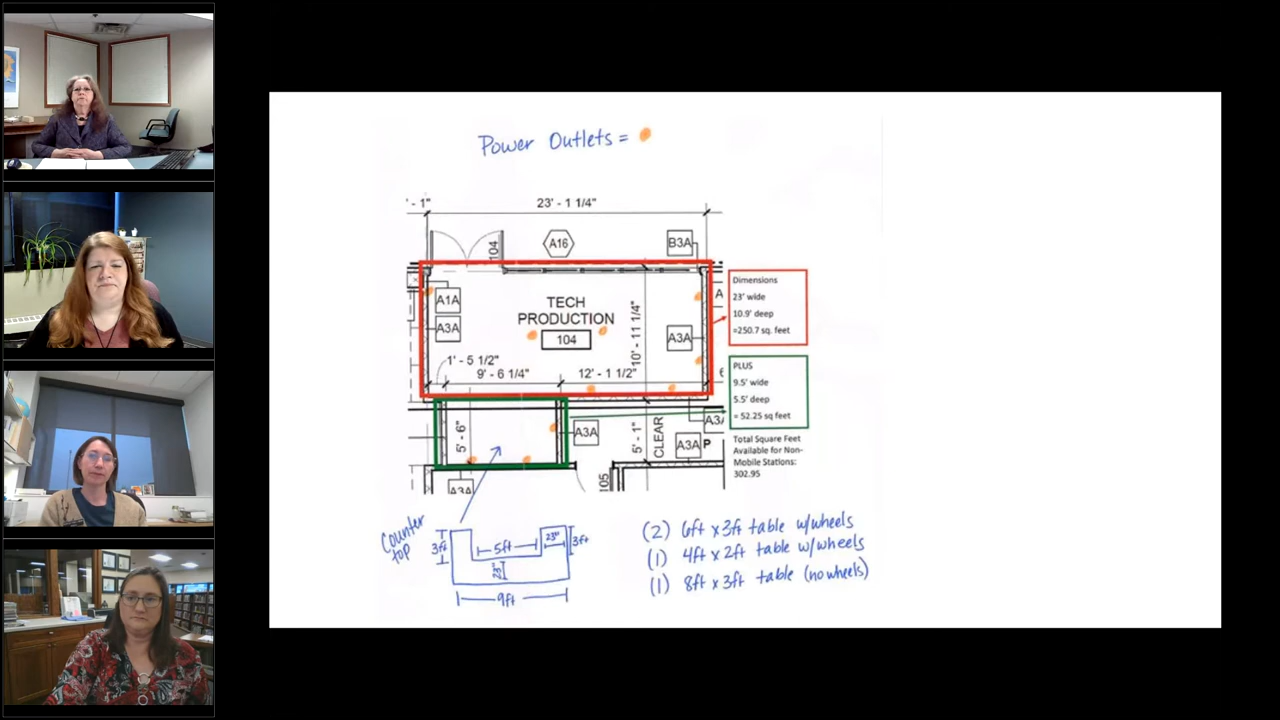 Power Outlets =
' - 1"
23' - 1 1/4"
104
A16
B3A
A1A
A3A
TECH
PRODUCTION
104
10' - 11 1/4"
A3A
A
1' - 5 1/2"
9' - 6 1/4"
12' - 1 1/2"
6
Dimensions
23' wide
10.9' deep
=250.7 sq. feet
PLUS
9.5' wide
5.5' deep
= 52.25 sq feet
5' - 6"
A3A
5' - 1"
CLEAR
A3A
A3A
P
A3A
105
Total Square Feet
Available for Non-
Mobile Stations:
302.95
Counter
top
3ft
5ft
23"
3ft
23"
9ft
(2) 6ft x 3ft table w/wheels
(1) 4ft x 2ft table w/wheels
(1) 8ft x 3ft table (no wheels)